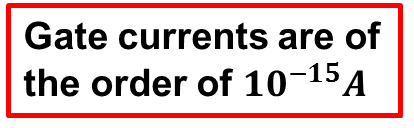 Gate currents are of
the order of 10⁻¹⁵A